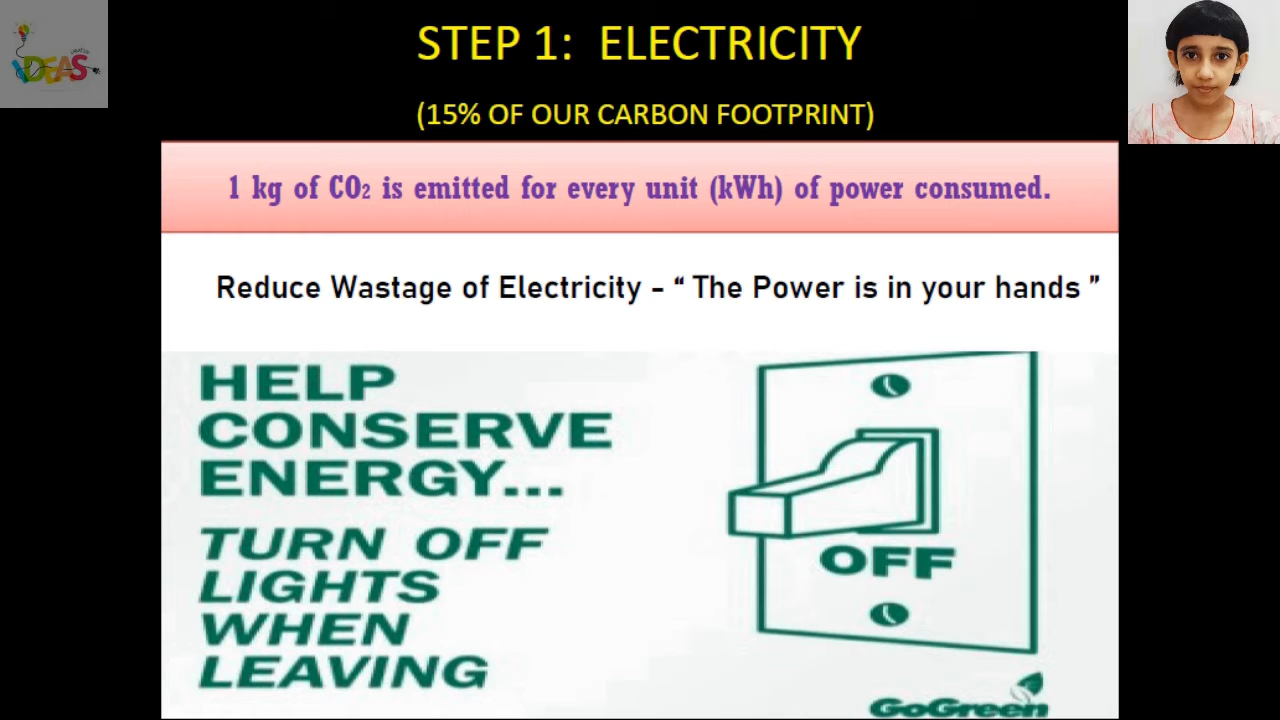 STEP 1: ELECTRICITY
(15% OF OUR CARBON FOOTPRINT)
1 kg of CO₂ is emitted for every unit (kWh) of power consumed.
Reduce Wastage of Electricity - “ The Power is in your hands ”
HELP
CONSERVE
ENERGY...
TURN OFF
LIGHTS
WHEN
LEAVING
OFF
GoGreen
IDEAS